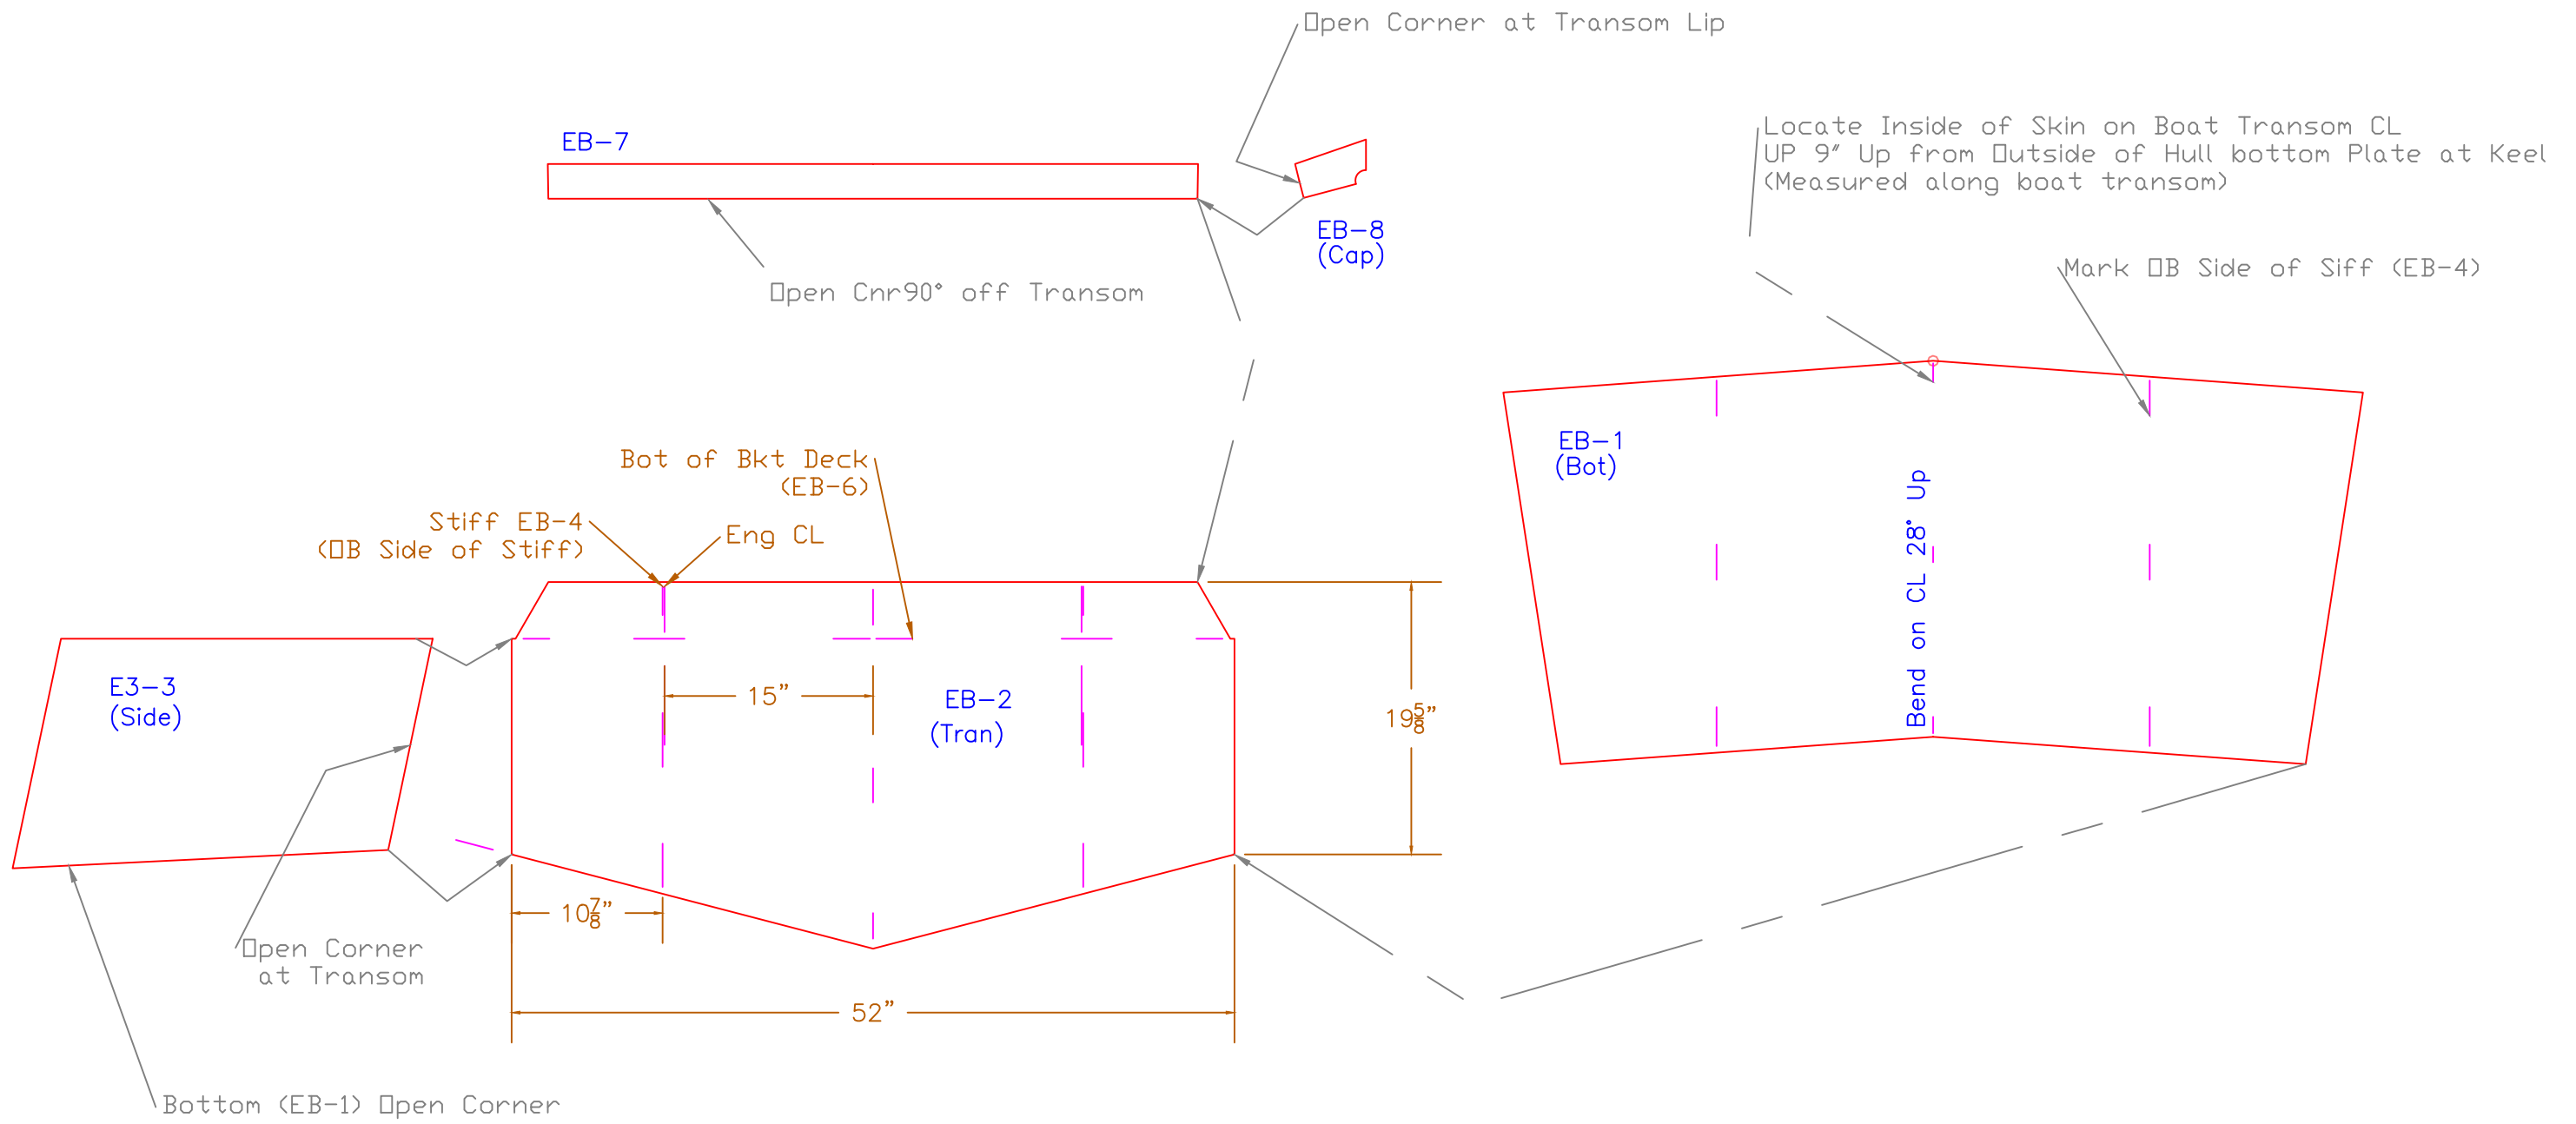 Open Corner at Transom Lip
EB-7
Locate Inside of Skin on Boat Transom CL
UP 9" Up from Outside of Hull bottom Plate at Keel
(Measured along boat transom)
EB-8
(Cap)
Mark OB Side of Siff (EB-4)
Open Cnr90° off Transom
EB-1
(Bot)
Bend on CL 28° Up
Bot of Bkt Deck
(EB-6)
Stiff EB-4
(OB Side of Stiff)
Eng CL
E3-3
(Side)
15"
EB-2
(Tran)
19 5/8"
10 7/8"
Open Corner
at Transom
52"
Bottom (EB-1) Open Corner